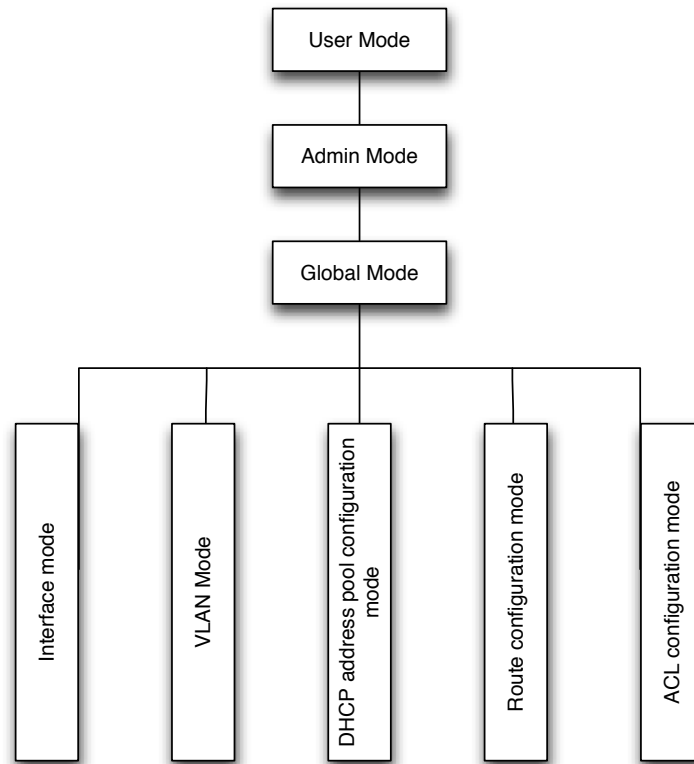 User Mode
Admin Mode
Global Mode
Interface mode
VLAN Mode
DHCP address pool configuration
mode
Route configuration mode
ACL configuration mode